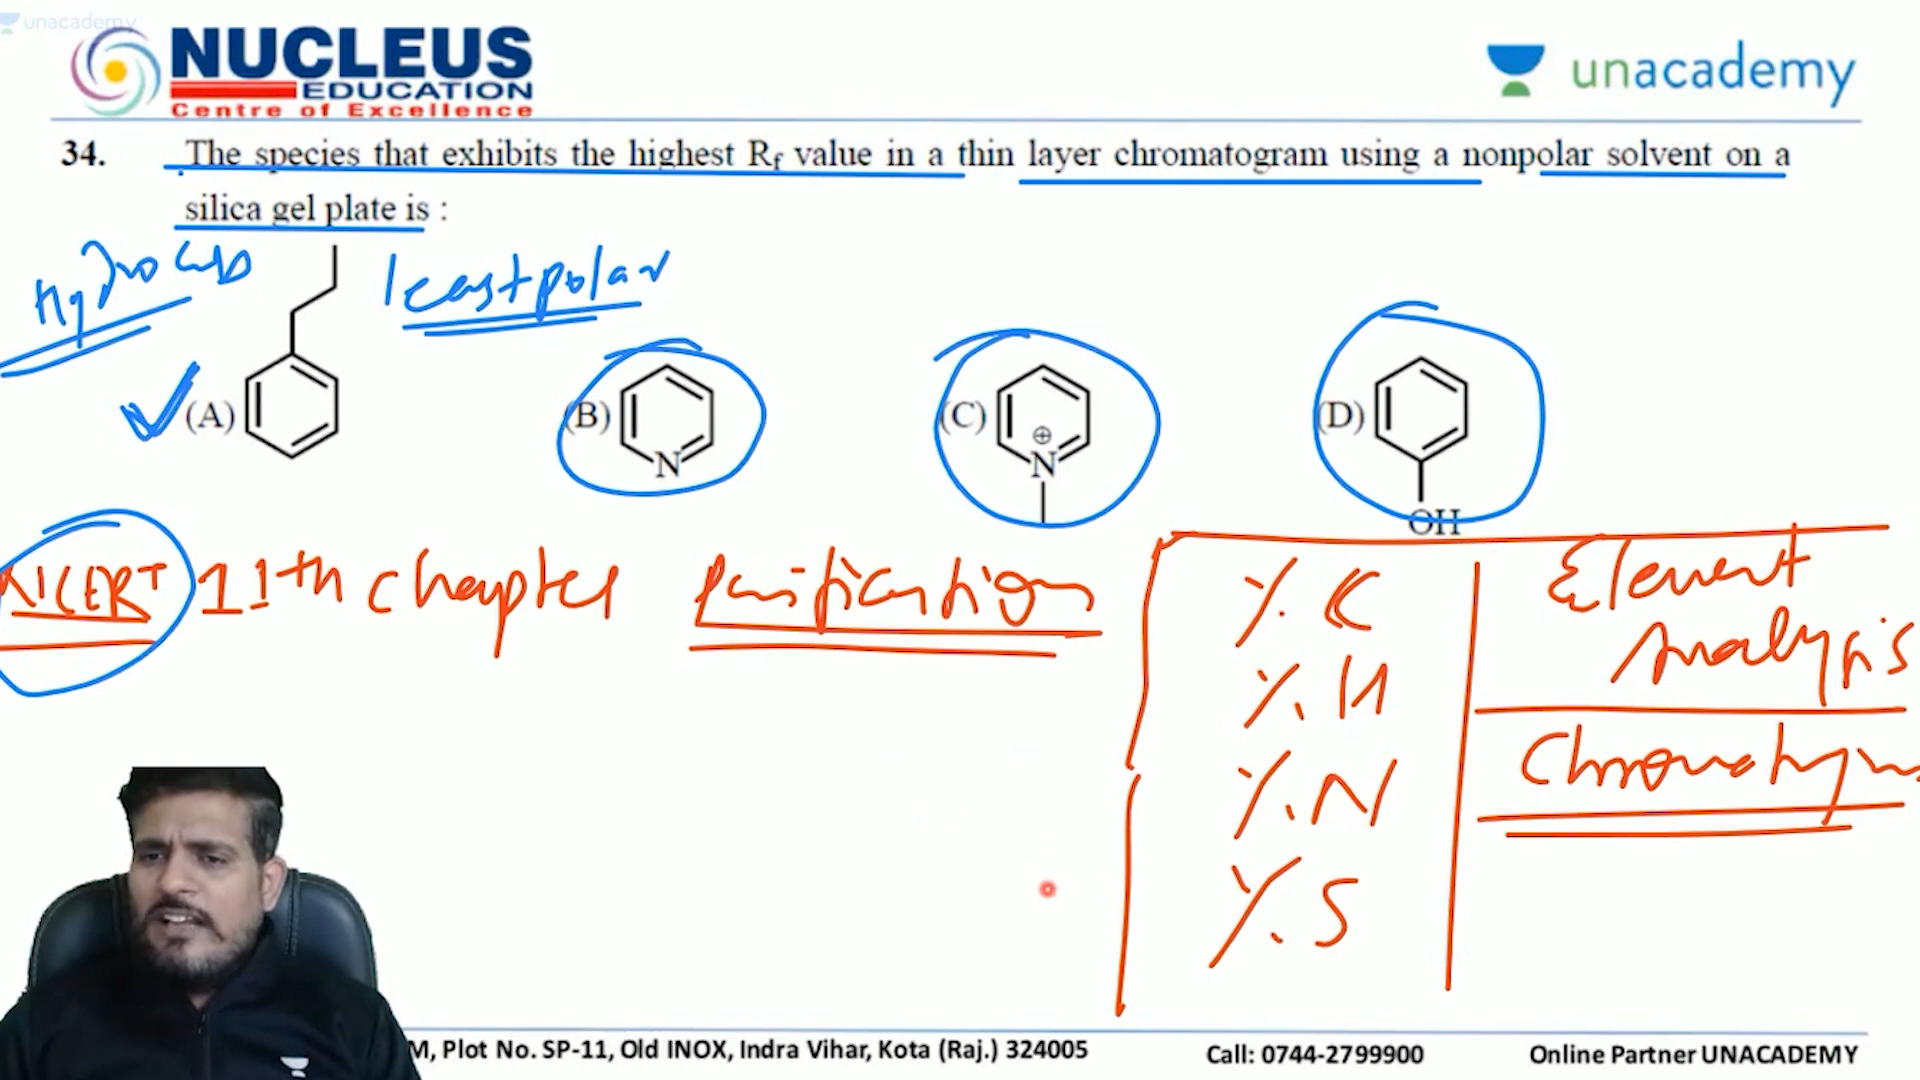 unacademy
NUCLEUS
EDUCATION
Centre of Excellence
unacademy
34. The species that exhibits the highest Rf value in a thin layer chromatogram using a nonpolar solvent on a
silica gel plate is :
least polar
(A)
(B) N
(C) ⊕ N
(D) OH
NCERT 11th chapter purification
%. C
%. H
%. N
%. S
Element
Analysis
M, Plot No. SP-11, Old INOX, Indra Vihar, Kota (Raj.) 324005 Call: 0744-2799900 Online Partner UNACADEMY